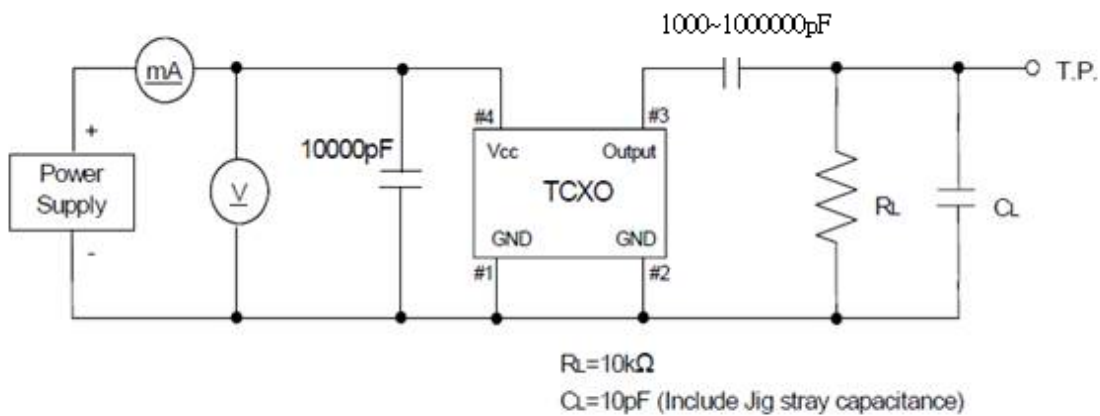 1000~1000000pF
mA
T.P.
#4
#3
+
10000pF
Vcc
Output
Power
Supply
V
TCXO
RL
CL
GND
GND
-
#1
#2
RL=10kΩ
CL=10pF (Include Jig stray capacitance)